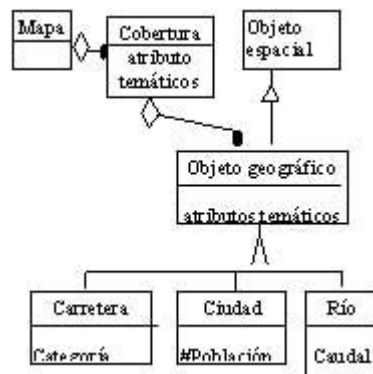 Mapa
Cobertura
atributo
temáticos
Objeto
espacial
Objeto geográfico
atributos temáticos
Carretera
Categoría
Ciudad
#Población
Río
Caudal